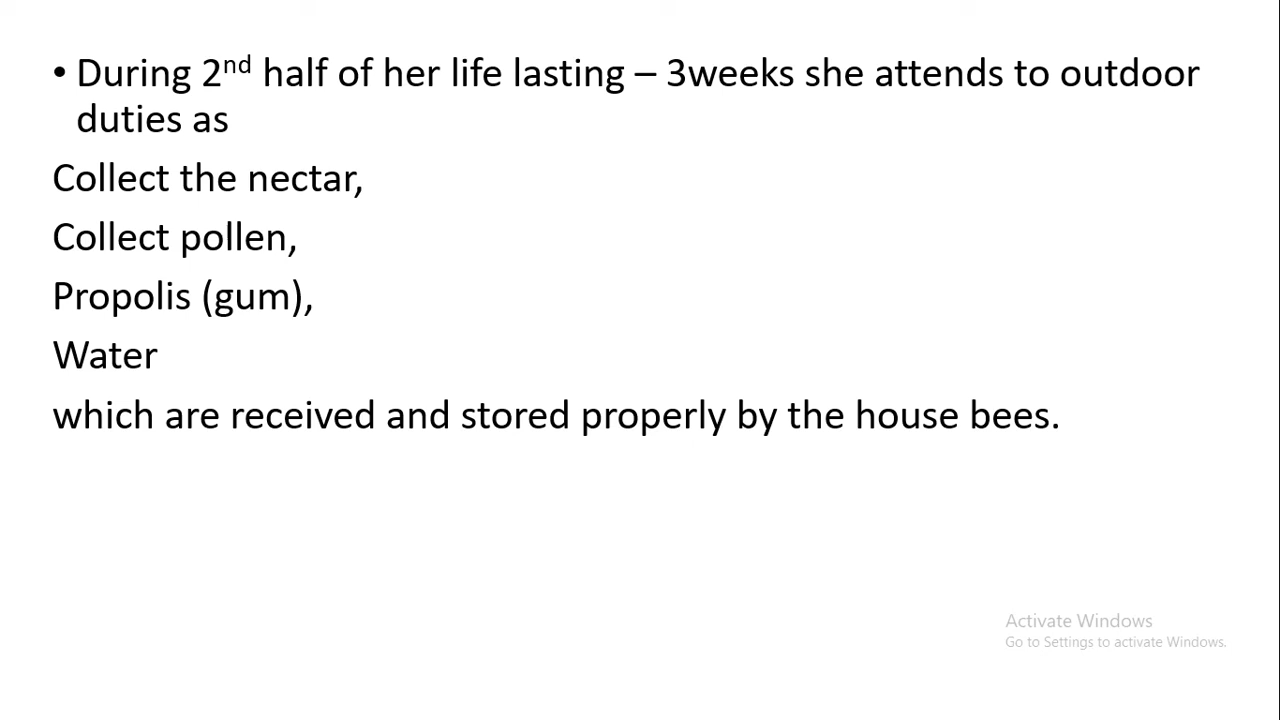 • During 2nd half of her life lasting – 3weeks she attends to outdoor
duties as
Collect the nectar,
Collect pollen,
Propolis (gum),
Water
which are received and stored properly by the house bees.
Activate Windows
Go to Settings to activate Windows.